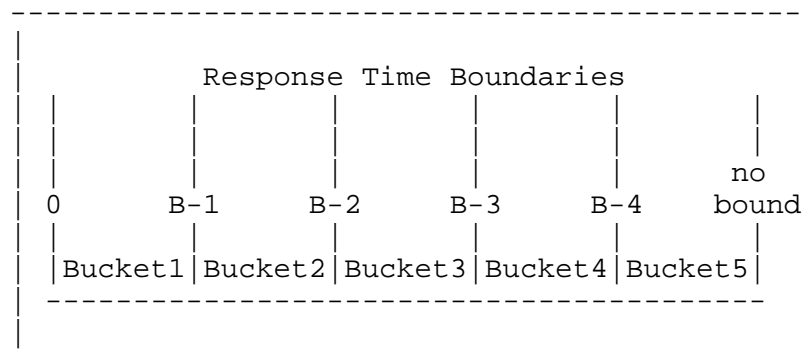 Response Time Boundaries
no
0 B-1 B-2 B-3 B-4 bound
|Bucket1|Bucket2|Bucket3|Bucket4|Bucket5|